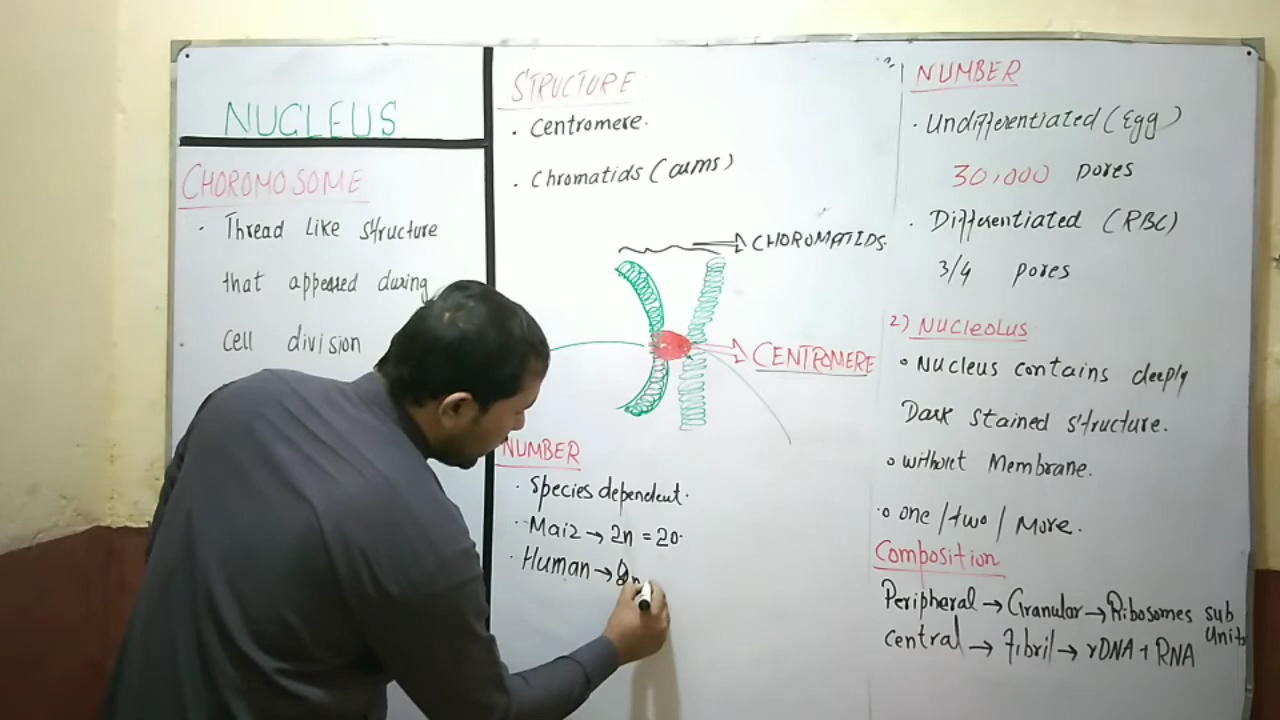 NUCLEUS
CHOROMOSOME
· Thread Like Structure
that appeared during
cell division
STRUCTURE
· Centromere.
· Chromatids (arms)
CHOROMATIDS.
CENTROMERE
NUMBER
· Species dependent.
· Maiz → 2n = 20.
· Human → 2n
NUMBER
· Undifferentiated (Egg)
30,000 pores
· Differentiated (RBC)
3/4 pores
2) NUCLEOLUS
o Nucleus contains deeply
Dark stained structure.
o without Membrane.
o one / two / More.
Composition
Peripheral → Granular → Ribosomes sub
Units
central → Fibril → rDNA + RNA